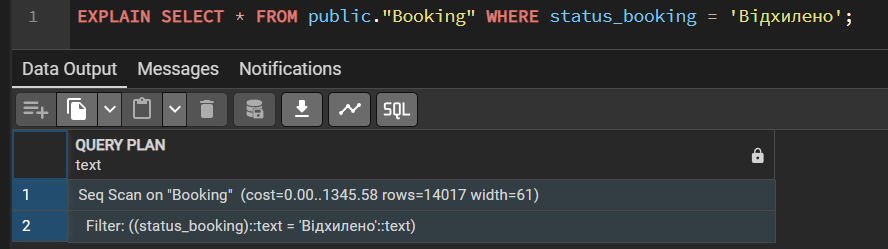 1 EXPLAIN SELECT * FROM public."Booking" WHERE status_booking = 'Відхилено';
Data Output Messages Notifications
SQL
QUERY PLAN
text
1 Seq Scan on "Booking" (cost=0.00..1345.58 rows=14017 width=61)
2 Filter: ((status_booking)::text = 'Відхилено'::text)